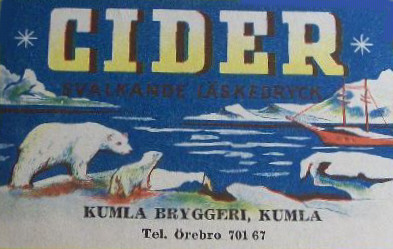 CIDER
SVALKANDE LÄSKEDRYCK
KUMLA BRYGGERI, KUMLA
Tel. Örebro 701 67